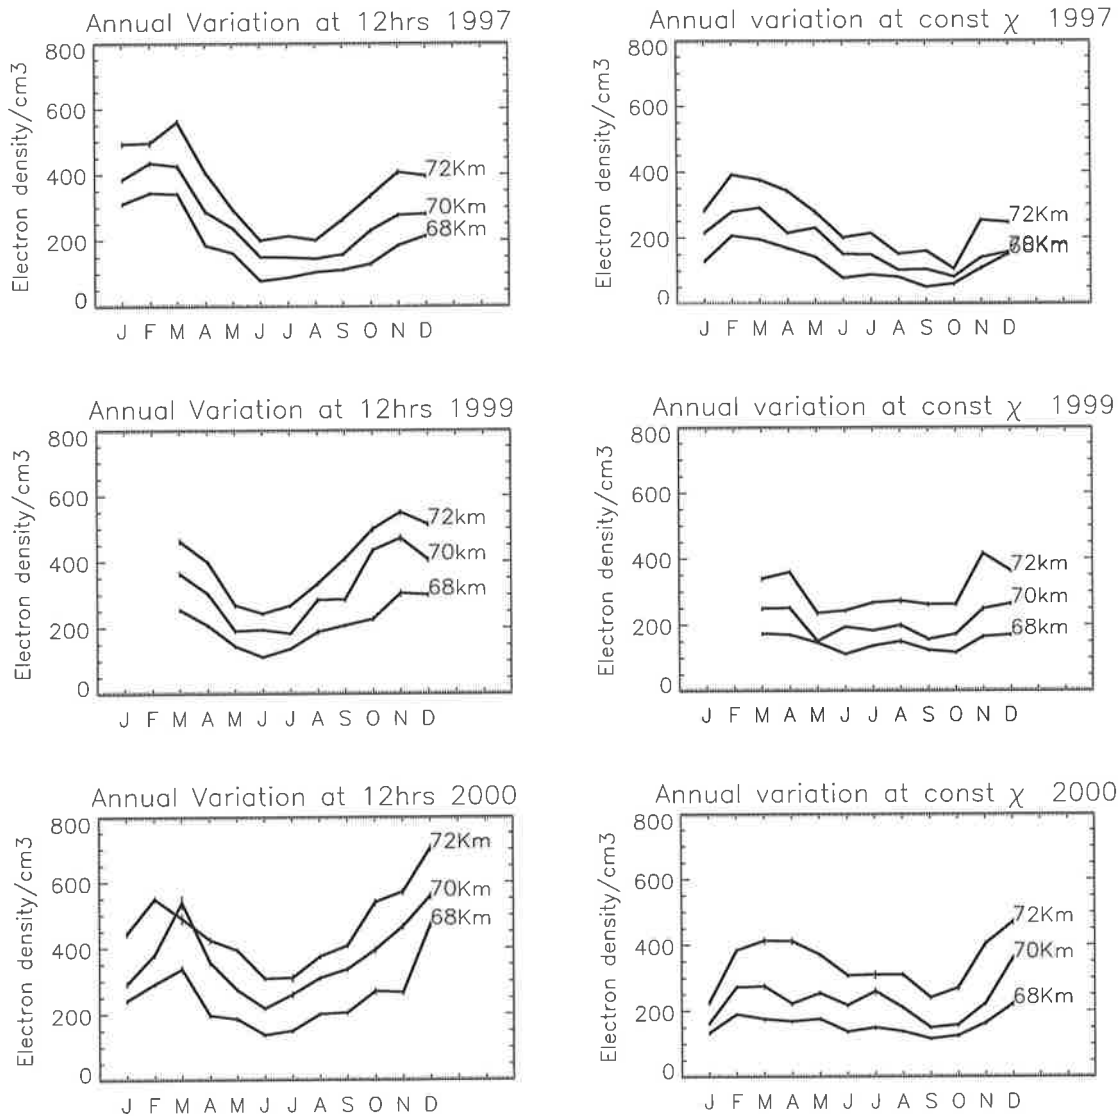 Annual Variation at 12hrs 1997
Electron density/cm3
800
600
400
200
0
72Km
70Km
68Km
J F M A M J J A S O N D
Annual variation at const χ 1997
Electron density/cm3
800
600
400
200
0
72Km
70Km
68Km
J F M A M J J A S O N D
Annual Variation at 12hrs 1999
Electron density/cm3
800
600
400
200
0
72km
70km
68km
J F M A M J J A S O N D
Annual variation at const χ 1999
Electron density/cm3
800
600
400
200
0
72km
70km
68km
J F M A M J J A S O N D
Annual Variation at 12hrs 2000
Electron density/cm3
800
600
400
200
0
72Km
70Km
68Km
J F M A M J J A S O N D
Annual variation at const χ 2000
Electron density/cm3
800
600
400
200
0
72Km
70Km
68Km
J F M A M J J A S O N D